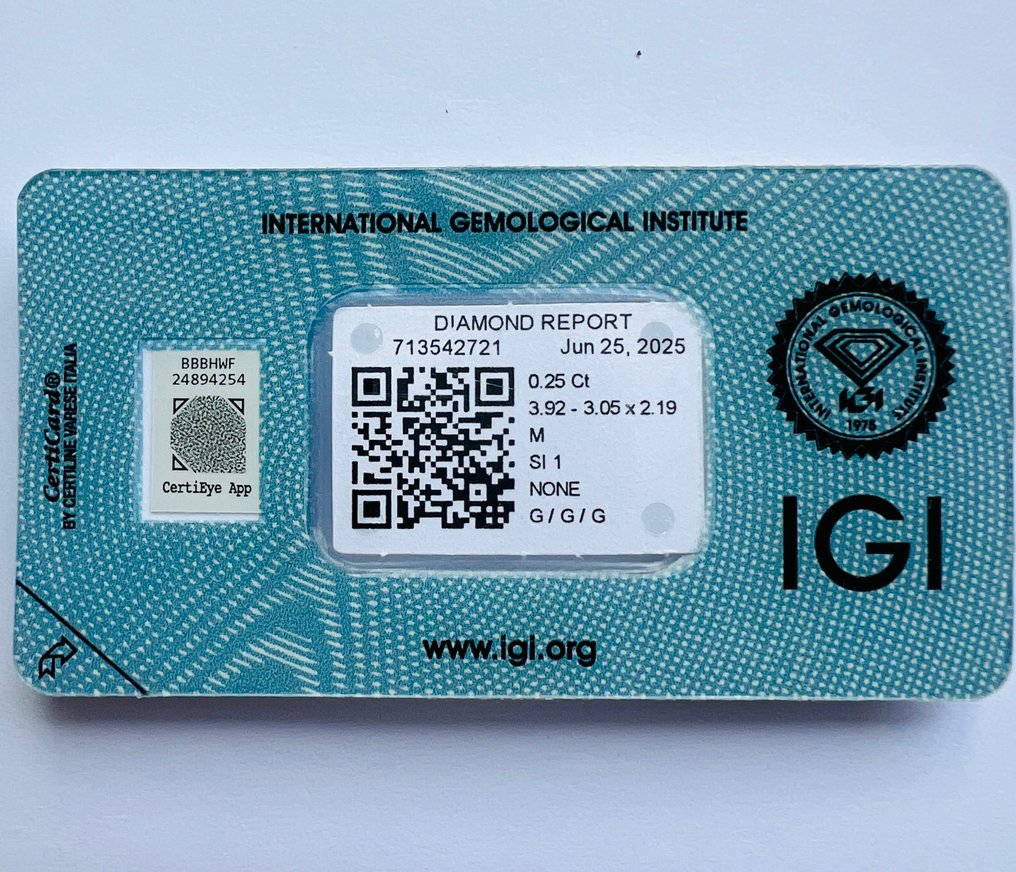 INTERNATIONAL GEMOLOGICAL INSTITUTE
DIAMOND REPORT
713542721 Jun 25, 2025
0.25 Ct
3.92 - 3.05 x 2.19
M
SI 1
NONE
G / G / G
BBBHWF
24894254
CertiEye App
CertiCard®
BY CERTILINE VARESE ITALIA
INTERNATIONAL GEMOLOGICAL INSTITUTE
IGI
1975
IGI
www.igi.org